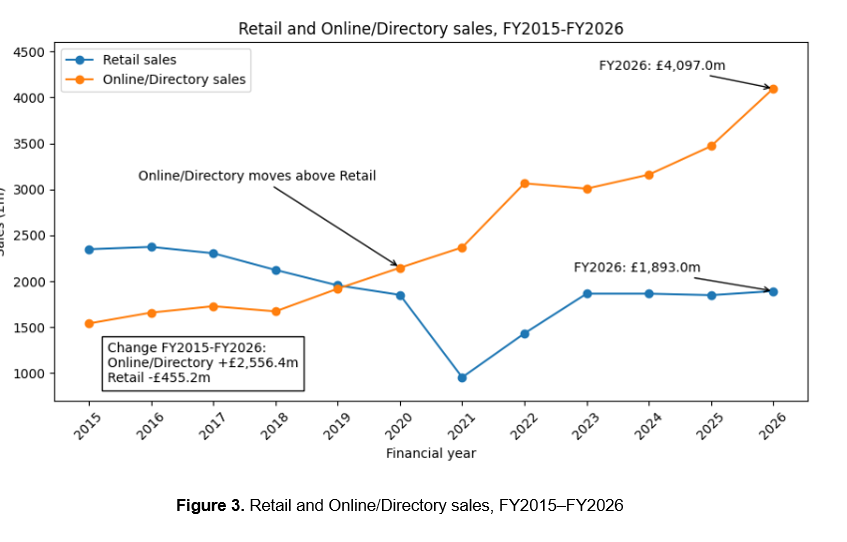 Retail and Online/Directory sales, FY2015-FY2026
Retail sales
Online/Directory sales
FY2026: £4,097.0m
Online/Directory moves above Retail
FY2026: £1,893.0m
Change FY2015-FY2026:
Online/Directory +£2,556.4m
Retail -£455.2m
4500
4000
3500
3000
2500
2000
1500
1000
2015 2016 2017 2018 2019 2020 2021 2022 2023 2024 2025 2026
Financial year
Figure 3. Retail and Online/Directory sales, FY2015–FY2026